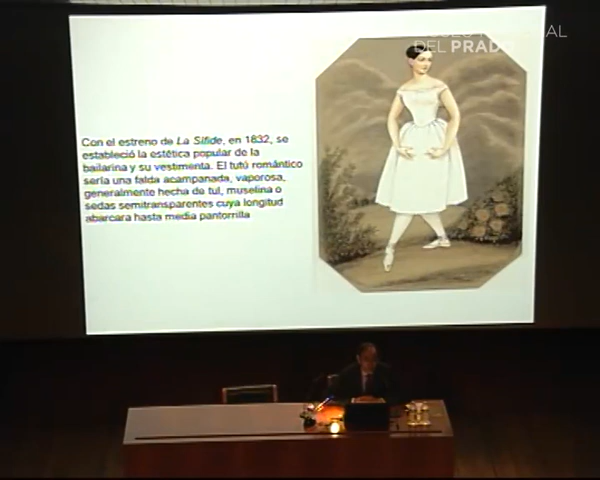 MUSEO NACIONAL
DEL PRADO
Con el estreno de La Sílfide, en 1832, se
estableció la estética popular de la
bailarina y su vestimenta. El tutú romántico
sería una falda acampanada, vaporosa,
generalmente hecha de tul, muselina o
sedas semitransparentes cuya longitud
abarcara hasta media pantorrilla